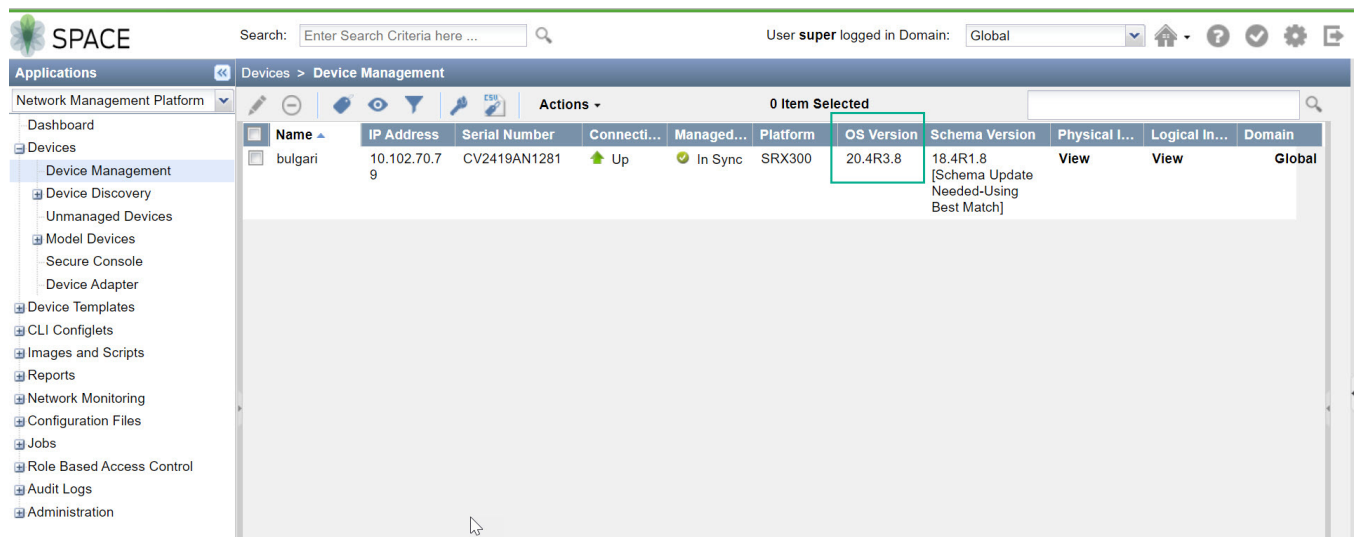 SPACE
Search: Enter Search Criteria here ...
User super logged in Domain: Global
Applications
Devices > Device Management
Network Management Platform
CSV
Actions
0 Item Selected
Dashboard
Devices
Device Management
Device Discovery
Unmanaged Devices
Model Devices
Secure Console
Device Adapter
Device Templates
CLI Configlets
Images and Scripts
Reports
Network Monitoring
Configuration Files
Jobs
Role Based Access Control
Audit Logs
Administration
Name IP Address Serial Number Connecti... Managed... Platform OS Version Schema Version Physical I... Logical In... Domain
bulgari 10.102.70.7 CV2419AN1281 Up In Sync SRX300 20.4R3.8 18.4R1.8 View View Global
9 [Schema Update
Needed-Using
Best Match]